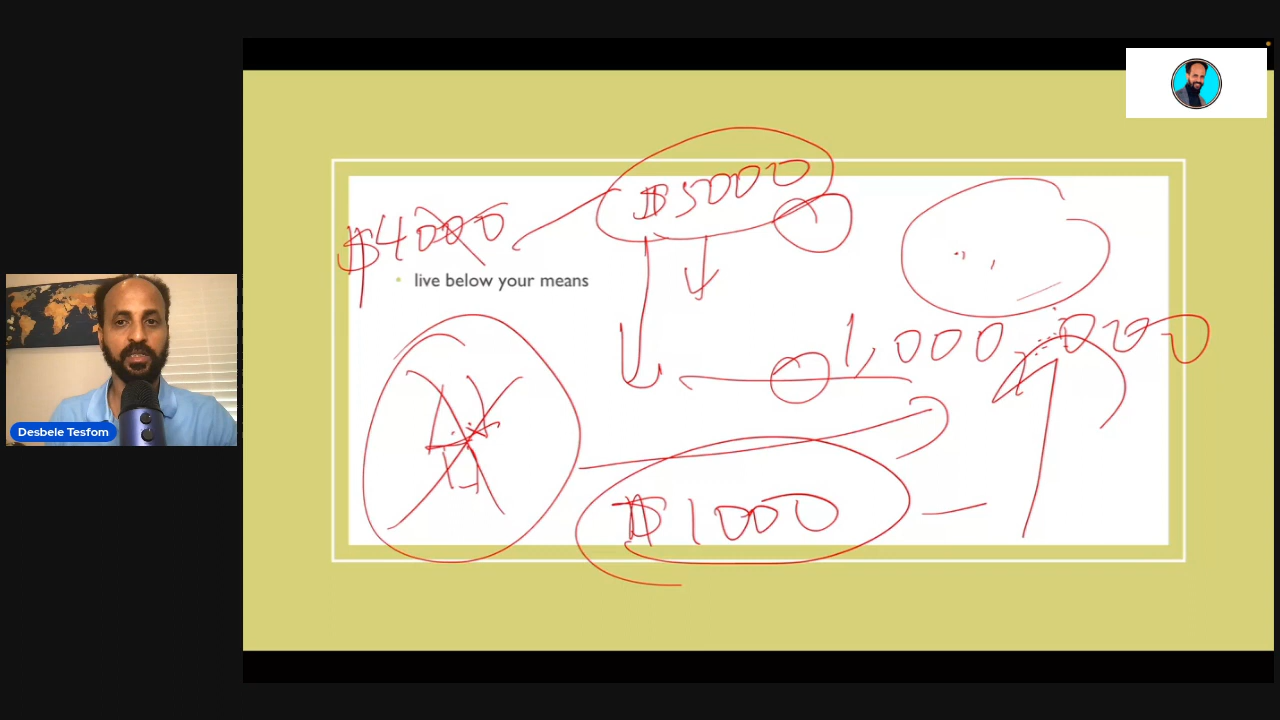 $5000
$4000
live below your means
1,000,000
$1000
Desbele Tesfom